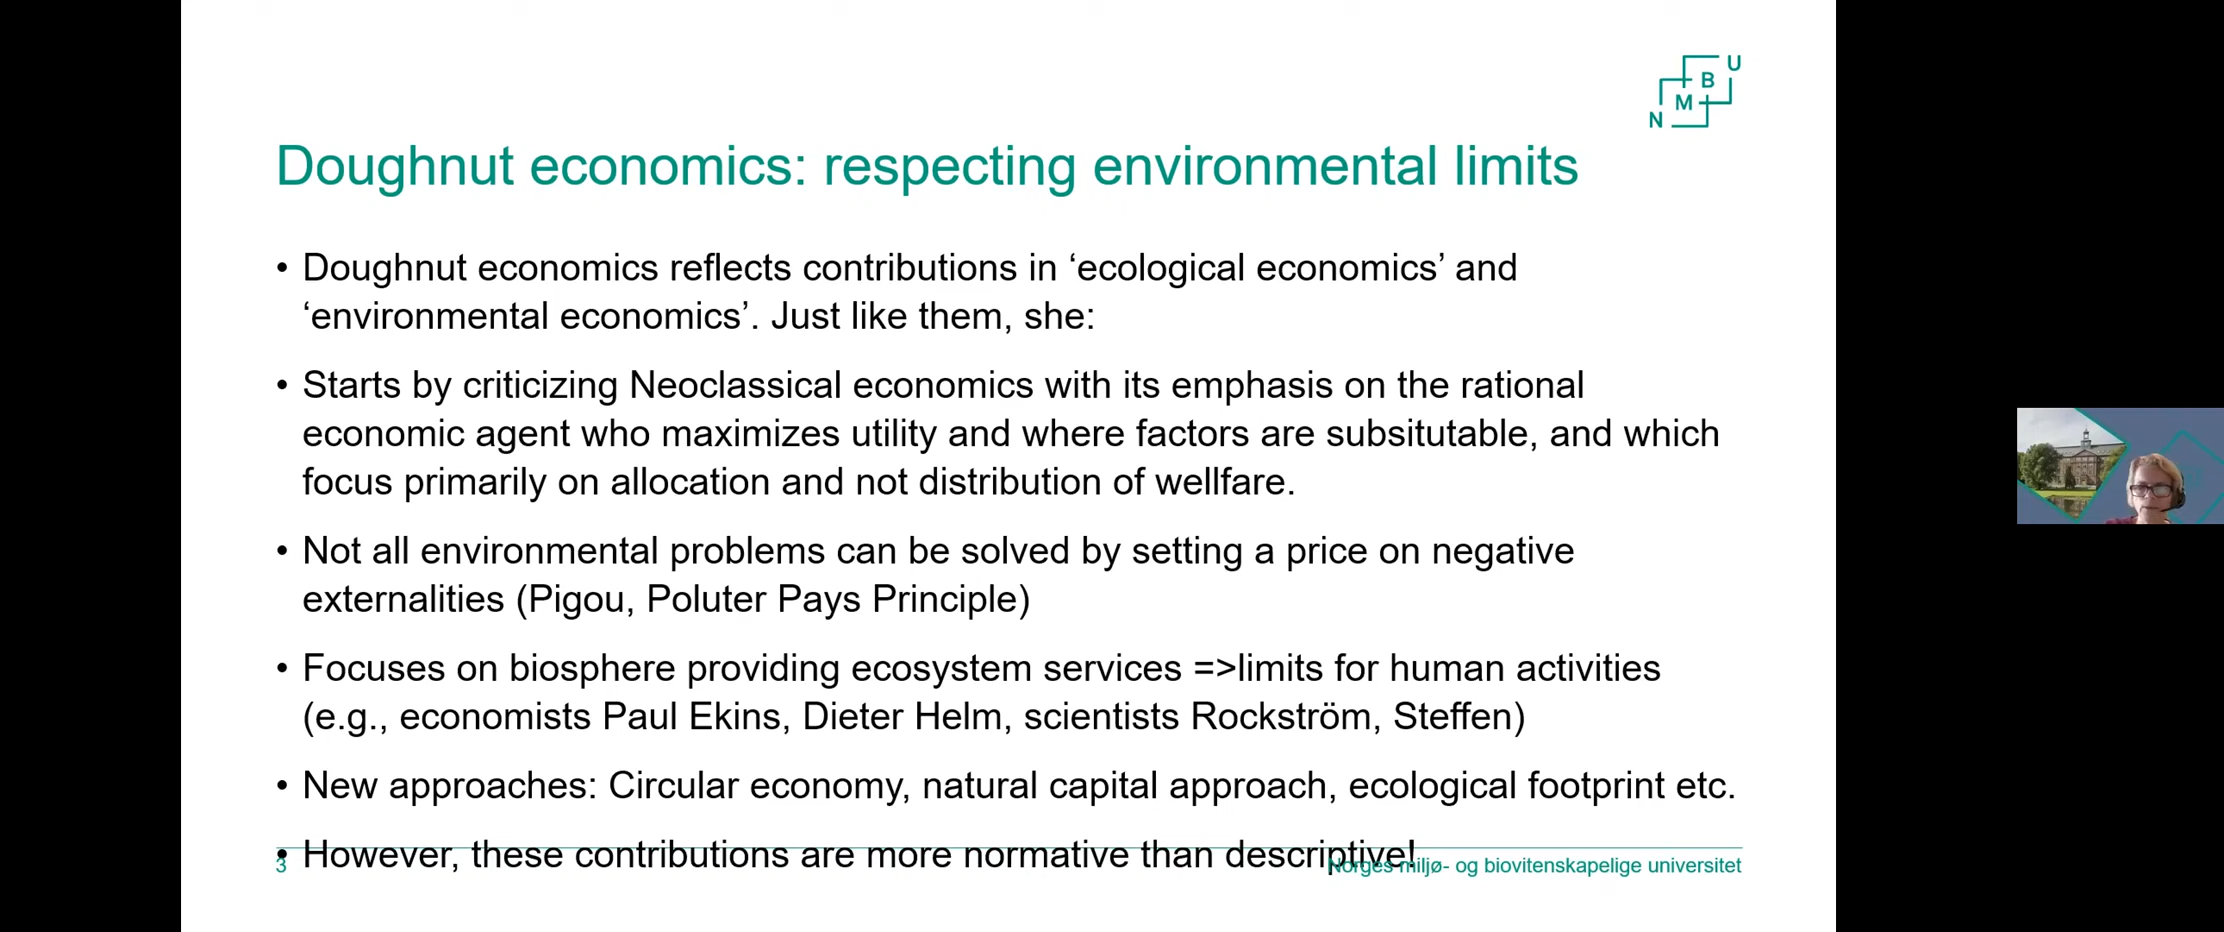 N M B U
Doughnut economics: respecting environmental limits
• Doughnut economics reflects contributions in ‘ecological economics’ and
‘environmental economics’. Just like them, she:
• Starts by criticizing Neoclassical economics with its emphasis on the rational
economic agent who maximizes utility and where factors are subsitutable, and which
focus primarily on allocation and not distribution of wellfare.
• Not all environmental problems can be solved by setting a price on negative
externalities (Pigou, Poluter Pays Principle)
• Focuses on biosphere providing ecosystem services =>limits for human activities
(e.g., economists Paul Ekins, Dieter Helm, scientists Rockström, Steffen)
• New approaches: Circular economy, natural capital approach, ecological footprint etc.
• However, these contributions are more normative than descriptive!
3
Norges miljø- og biovitenskapelige universitet